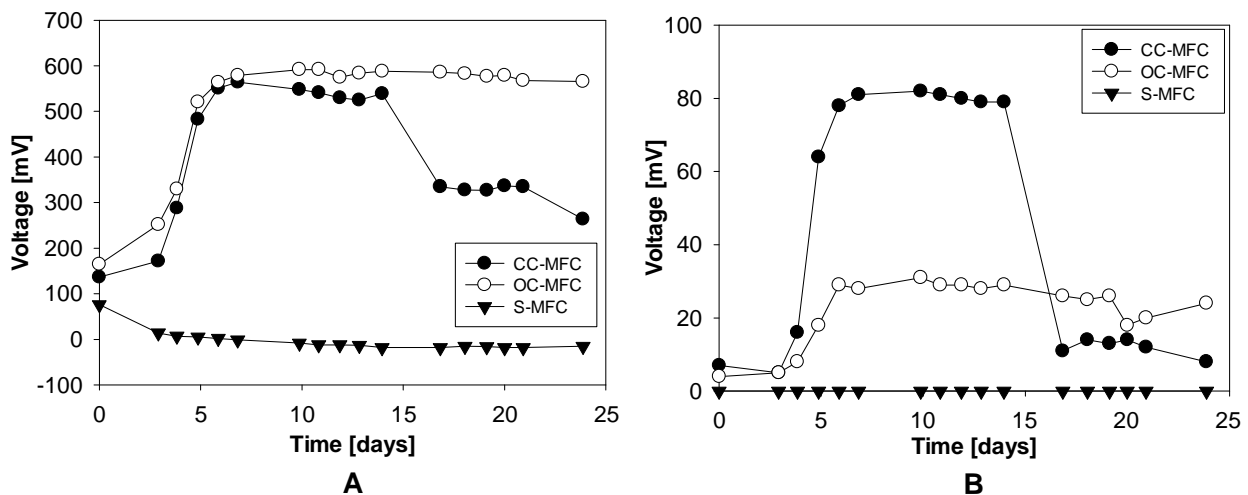 700
600
500
400
300
200
100
0
-100
Voltage [mV]
CC-MFC
OC-MFC
S-MFC
0 5 10 15 20 25
Time [days]
A
100
80
60
40
20
0
Voltage [mV]
CC-MFC
OC-MFC
S-MFC
0 5 10 15 20 25
Time [days]
B